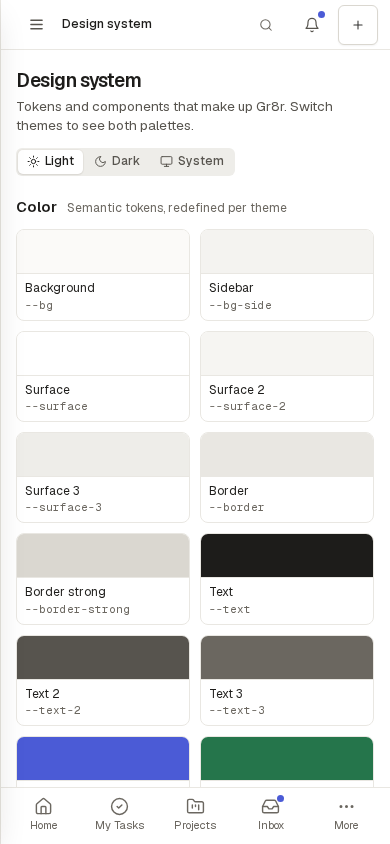 Design system
Design system
Tokens and components that make up Gr8r. Switch
themes to see both palettes.
Light
Dark
System
Color
Semantic tokens, redefined per theme
Background
--bg
Sidebar
--bg-side
Surface
--surface
Surface 2
--surface-2
Surface 3
--surface-3
Border
--border
Border strong
--border-strong
Text
--text
Text 2
--text-2
Text 3
--text-3
Home
My Tasks
Projects
Inbox
More